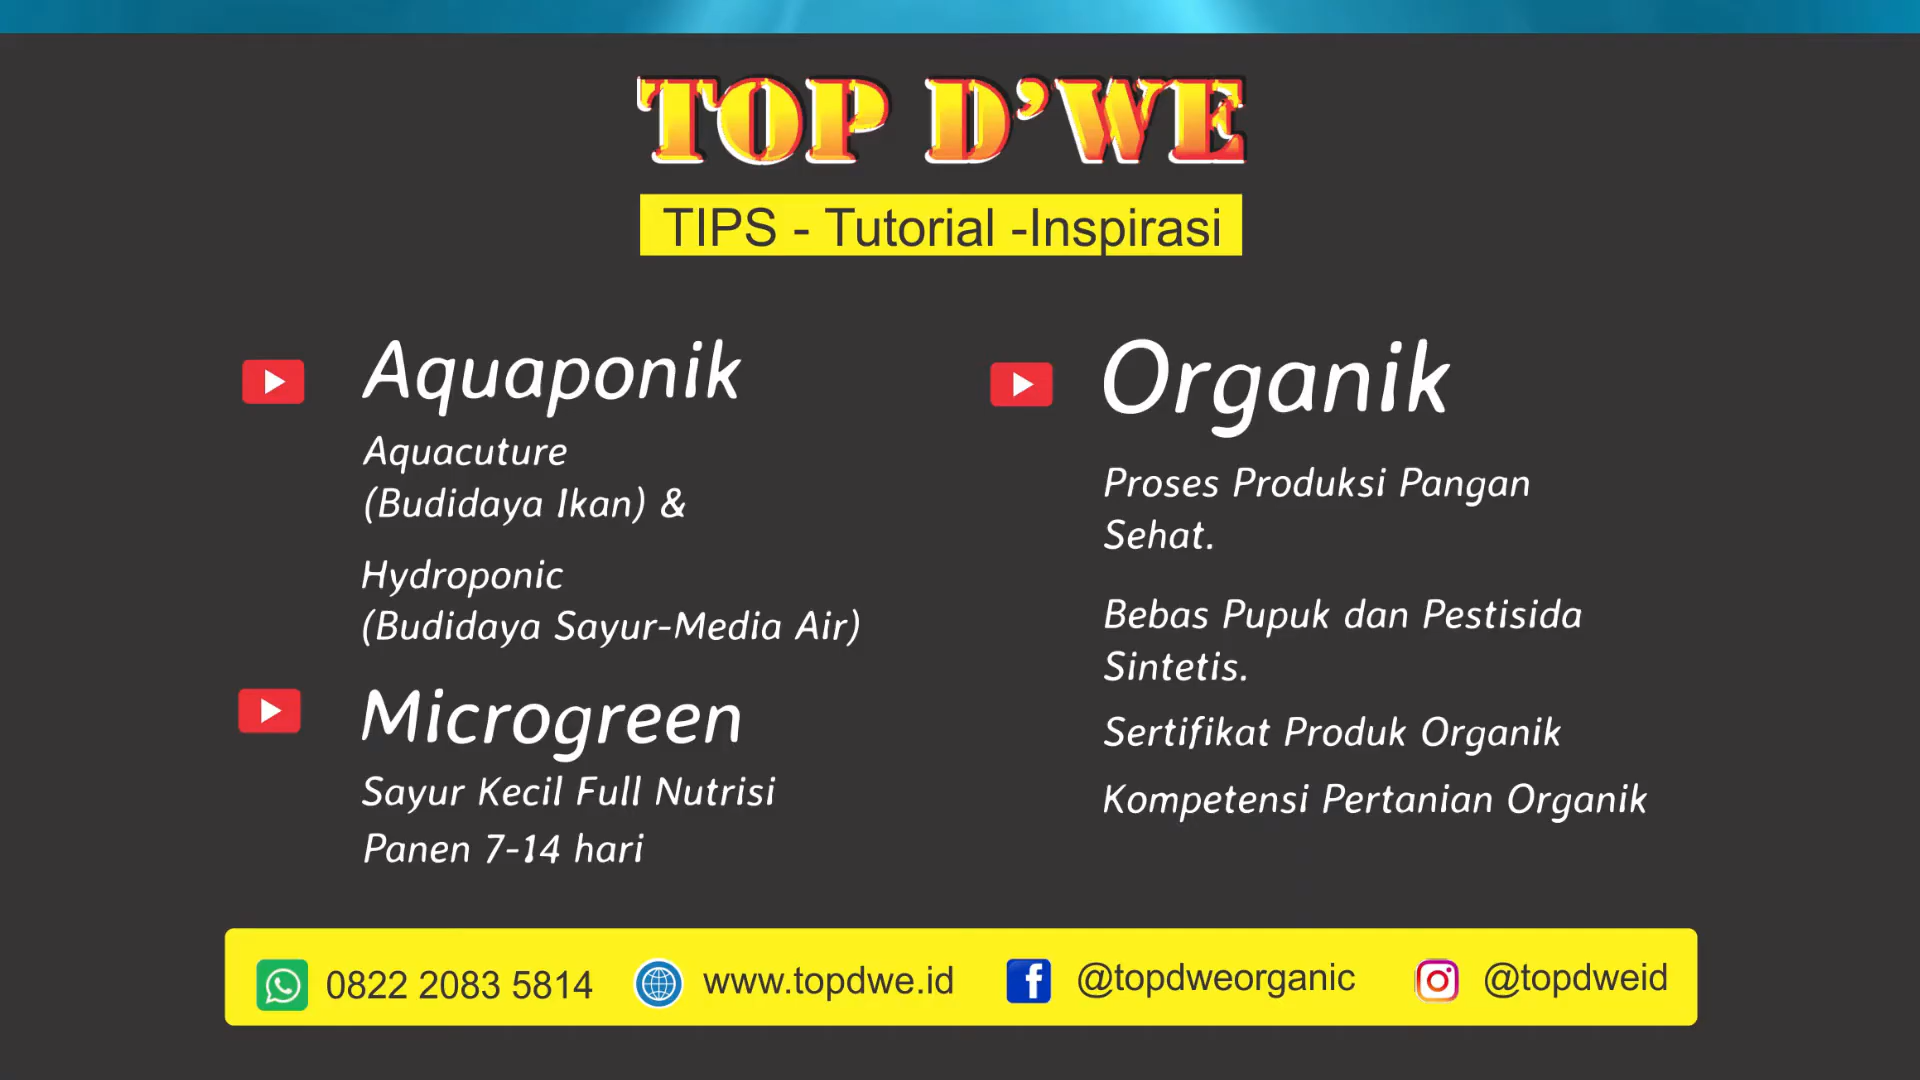 TOP D’WE
TIPS - Tutorial -Inspirasi
Aquaponik
Aquacuture
(Budidaya Ikan) &
Hydroponic
(Budidaya Sayur-Media Air)
Microgreen
Sayur Kecil Full Nutrisi
Panen 7-14 hari
Organik
Proses Produksi Pangan
Sehat.
Bebas Pupuk dan Pestisida
Sintetis.
Sertifikat Produk Organik
Kompetensi Pertanian Organik
0822 2083 5814
www.topdwe.id
@topdweorganic
@topdweid